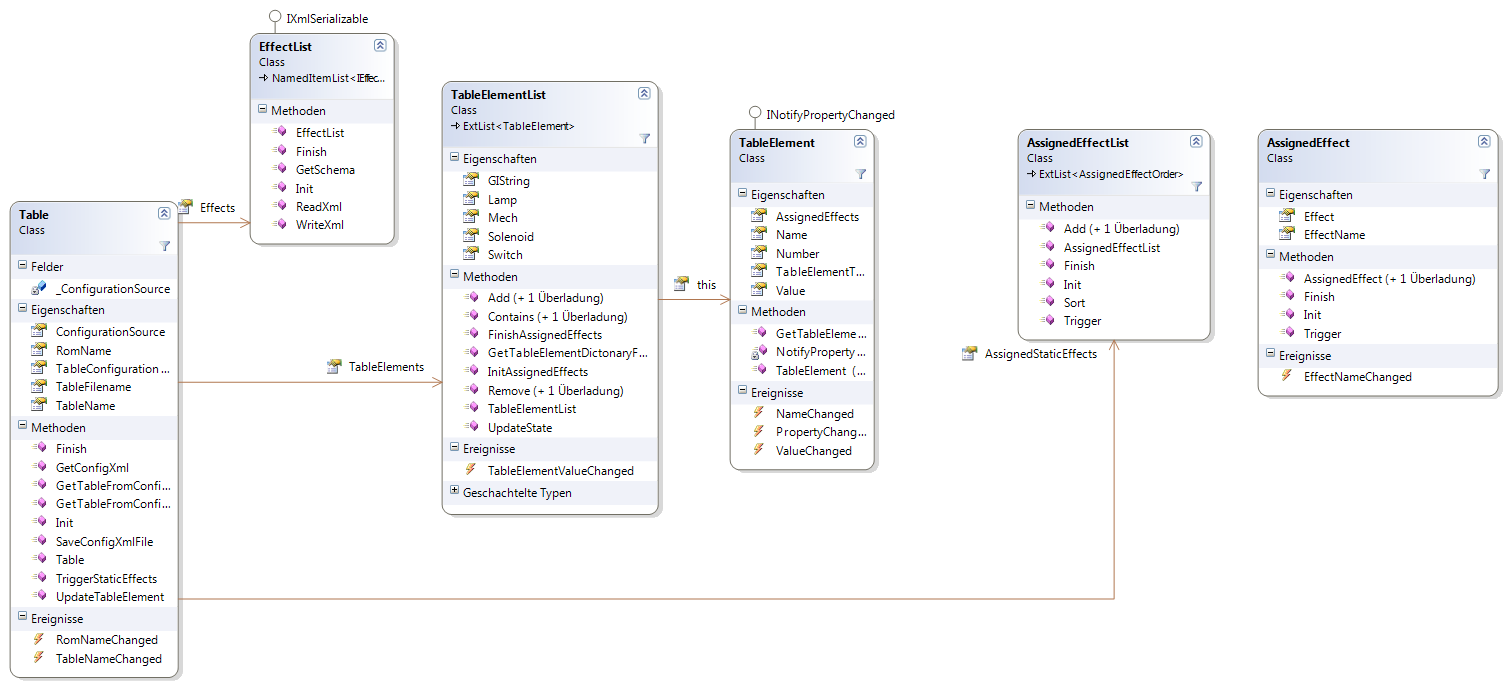 IXmlSerializable
EffectList
Class
NamedItemList<IEffec...
Methoden
EffectList
Finish
GetSchema
Init
ReadXml
WriteXml
Effects
Table
Class
Felder
_ConfigurationSource
Eigenschaften
ConfigurationSource
RomName
TableConfiguration ...
TableFilename
TableName
Methoden
Finish
GetConfigXml
GetTableFromConfi...
GetTableFromConfi...
Init
SaveConfigXmlFile
Table
TriggerStaticEffects
UpdateTableElement
Ereignisse
RomNameChanged
TableNameChanged
TableElements
TableElementList
Class
ExtList<TableElement>
Eigenschaften
GIString
Lamp
Mech
Solenoid
Switch
Methoden
Add (+ 1 Überladung)
Contains (+ 1 Überladung)
FinishAssignedEffects
GetTableElementDictonaryF...
InitAssignedEffects
Remove (+ 1 Überladung)
TableElementList
UpdateState
Ereignisse
TableElementValueChanged
Geschachtelte Typen
this
INotifyPropertyChanged
TableElement
Class
Eigenschaften
AssignedEffects
Name
Number
TableElementT...
Value
Methoden
GetTableEleme...
NotifyProperty ...
TableElement (...
Ereignisse
NameChanged
PropertyChang...
ValueChanged
AssignedStaticEffects
AssignedEffectList
Class
ExtList<AssignedEffectOrder>
Methoden
Add (+ 1 Überladung)
AssignedEffectList
Finish
Init
Sort
Trigger
AssignedEffect
Class
Eigenschaften
Effect
EffectName
Methoden
AssignedEffect (+ 1 Überladung)
Finish
Init
Trigger
Ereignisse
EffectNameChanged